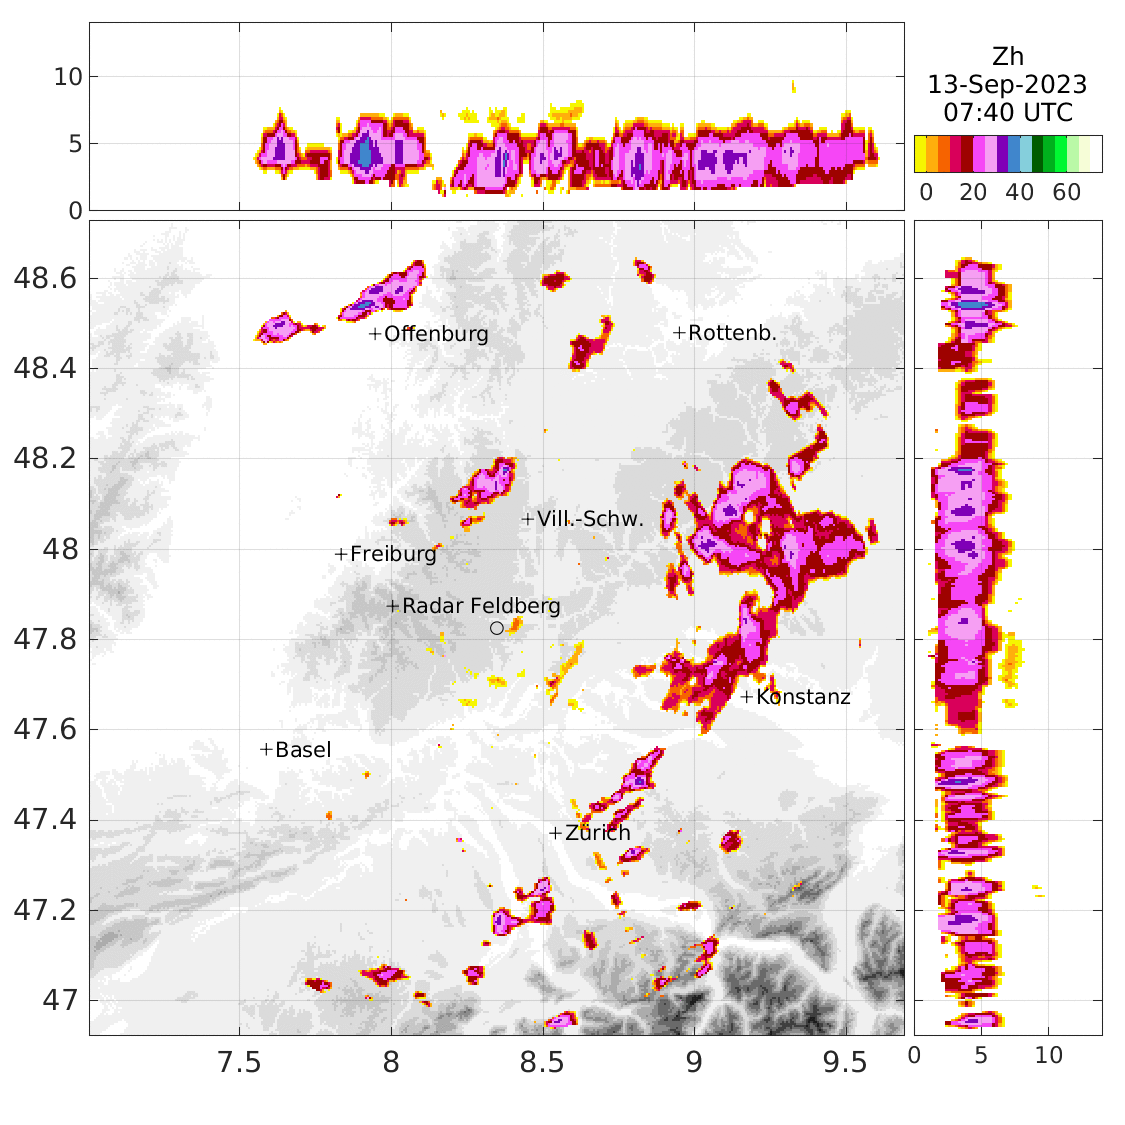 10
5
0
Zh
13-Sep-2023
07:40 UTC
0 20 40 60
48.6
48.4
48.2
48
47.8
47.6
47.4
47.2
47
Offenburg
Rottenb.
Vill.-Schw.
Freiburg
Radar Feldberg
Konstanz
Basel
Zürich
7.5 8 8.5 9 9.5
0 5 10